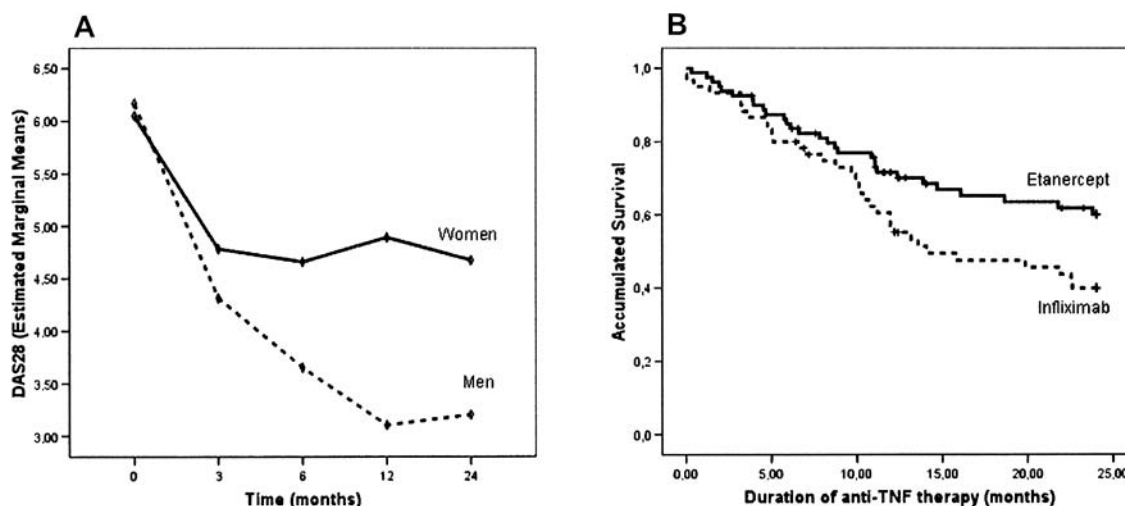 A
DAS28 (Estimated Marginal Means)
6,50
6,00
5,50
5,00
4,50
4,00
3,50
3,00
Women
Men
0 3 6 12 24
Time (months)
B
Accumulated Survival
1,0
0,8
0,6
0,4
0,2
0,0
Etanercept
Infliximab
0,00 5,00 10,00 15,00 20,00 25,00
Duration of anti-TNF therapy (months)